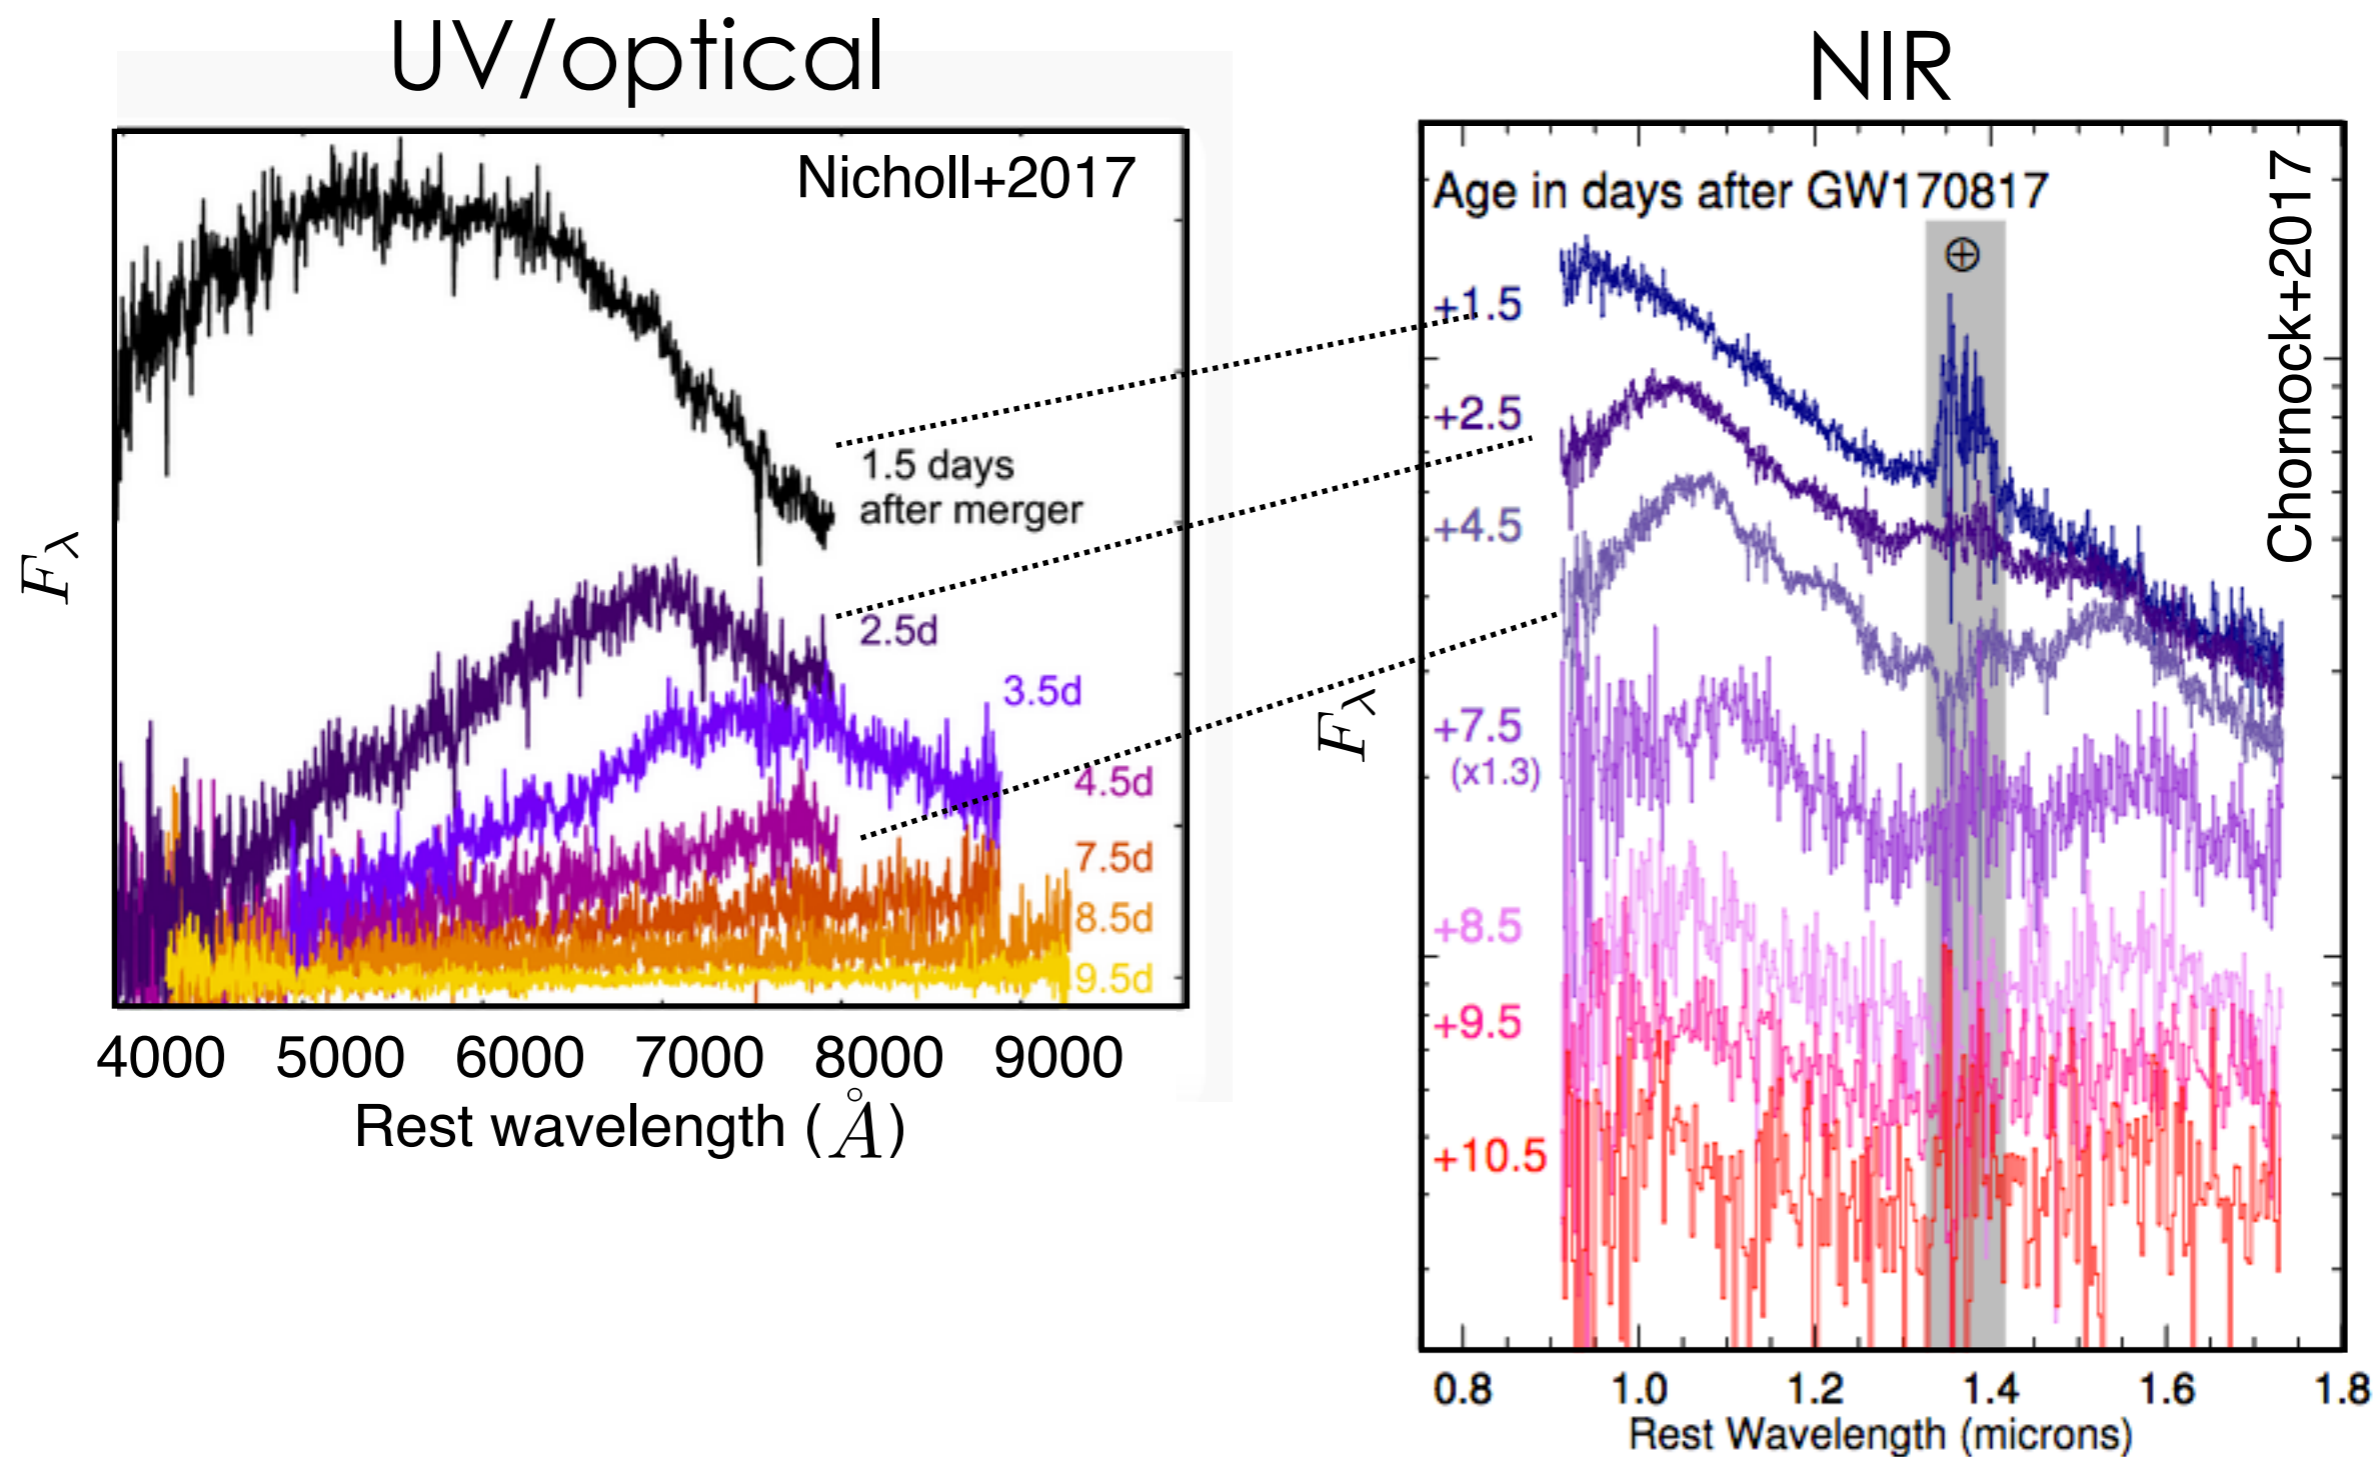 UV/optical
Nicholl+2017
1.5 days
after merger
2.5d
3.5d
4.5d
7.5d
8.5d
9.5d
F λ
4000 5000 6000 7000 8000 9000
Rest wavelength (Å)
NIR
Age in days after GW170817
⊕
Chornock+2017
+1.5
+2.5
+4.5
+7.5
(x1.3)
+8.5
+9.5
+10.5
F λ
0.8 1.0 1.2 1.4 1.6 1.8
Rest Wavelength (microns)